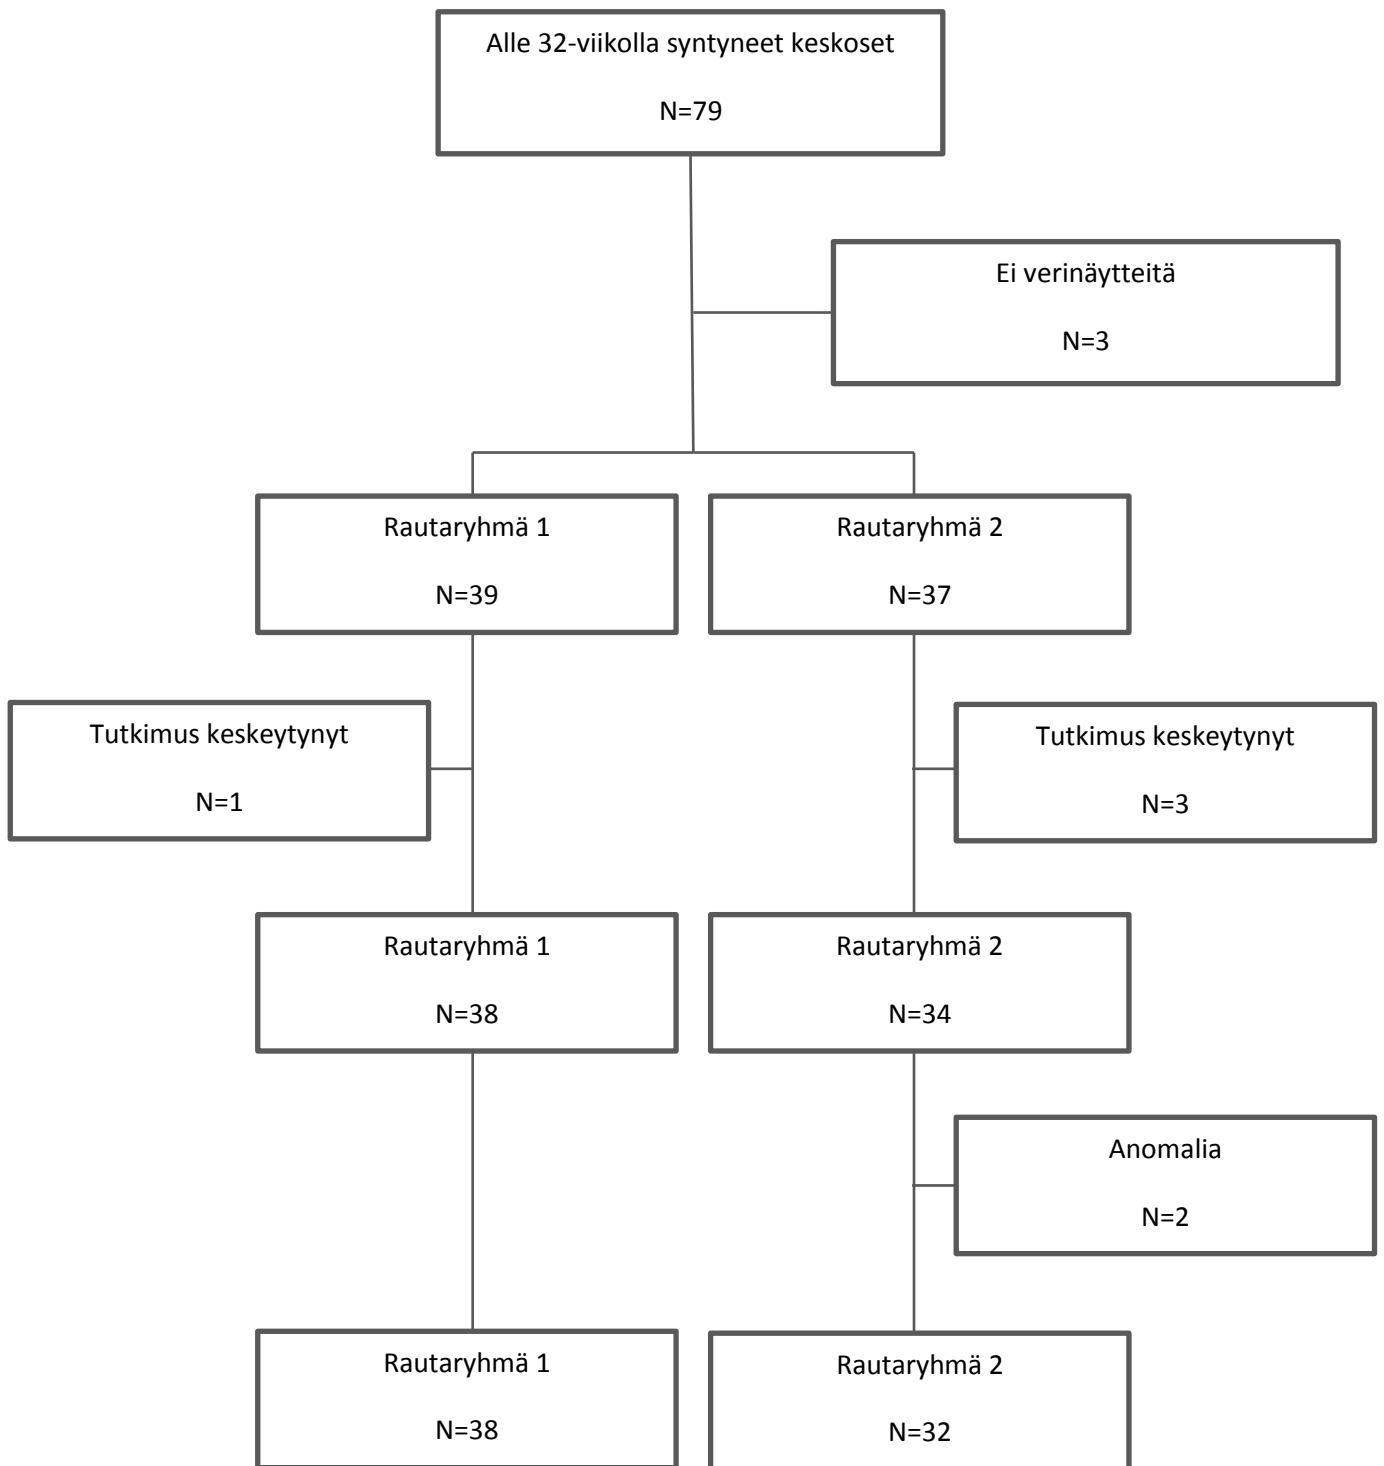 Alle 32-viikolla syntyneet keskoset
N=79
Ei verinäytteitä
N=3
Rautaryhmä 1
N=39
Rautaryhmä 2
N=37
Tutkimus keskeytynyt
N=1
Tutkimus keskeytynyt
N=3
Rautaryhmä 1
N=38
Rautaryhmä 2
N=34
Anomalia
N=2
Rautaryhmä 1
N=38
Rautaryhmä 2
N=32